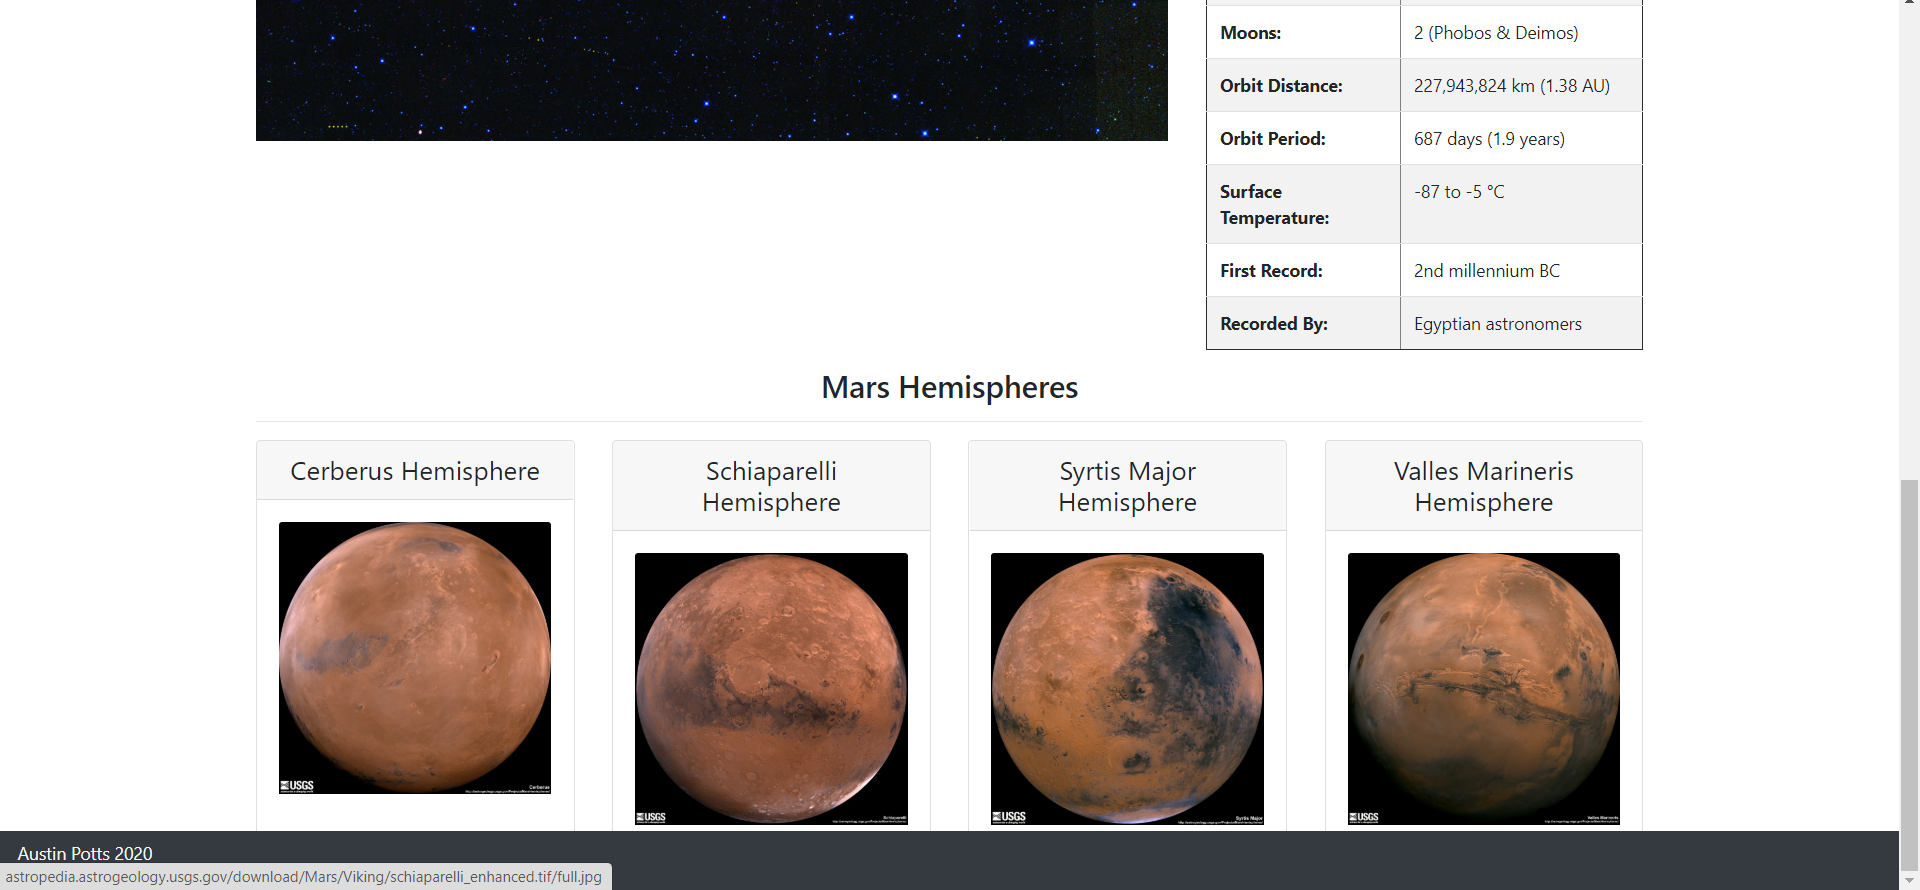 Moons: 2 (Phobos & Deimos)
Orbit Distance: 227,943,824 km (1.38 AU)
Orbit Period: 687 days (1.9 years)
Surface Temperature: -87 to -5 °C
First Record: 2nd millennium BC
Recorded By: Egyptian astronomers
Mars Hemispheres
Cerberus Hemisphere
Schiaparelli
Hemisphere
Syrtis Major
Hemisphere
Valles Marineris
Hemisphere
USGS
Cerberus
USGS
Schiaparelli
USGS
Syrtis Major
USGS
Valles Marineris
Austin Potts 2020
astropedia.astrogeology.usgs.gov/download/Mars/Viking/schiaparelli_enhanced.tif/full.jpg